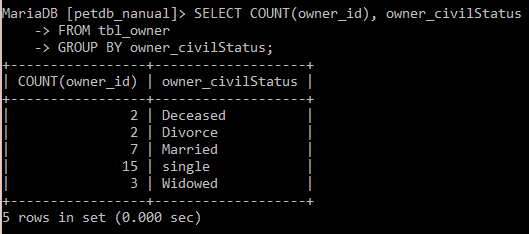 MariaDB [petdb_nanual]> SELECT COUNT(owner_id), owner_civilStatus
    -> FROM tbl_owner
    -> GROUP BY owner_civilStatus;
+-----------------+-------------------+
| COUNT(owner_id) | owner_civilStatus |
+-----------------+-------------------+
|               2 | Deceased          |
|               2 | Divorce           |
|               7 | Married           |
|              15 | single            |
|               3 | Widowed           |
+-----------------+-------------------+
5 rows in set (0.000 sec)